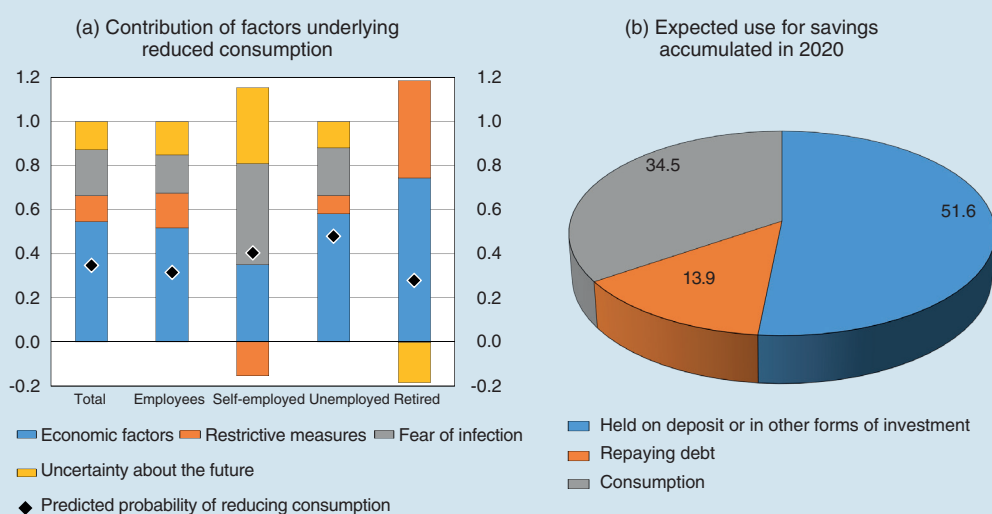 (a) Contribution of factors underlying
reduced consumption
1.2
1.0
0.8
0.6
0.4
0.2
0.0
-0.2
1.2
1.0
0.8
0.6
0.4
0.2
0.0
-0.2
Total Employees Self-employed Unemployed Retired
Economic factors Restrictive measures Fear of infection
Uncertainty about the future
Predicted probability of reducing consumption
(b) Expected use for savings
accumulated in 2020
34.5
51.6
13.9
Held on deposit or in other forms of investment
Repaying debt
Consumption